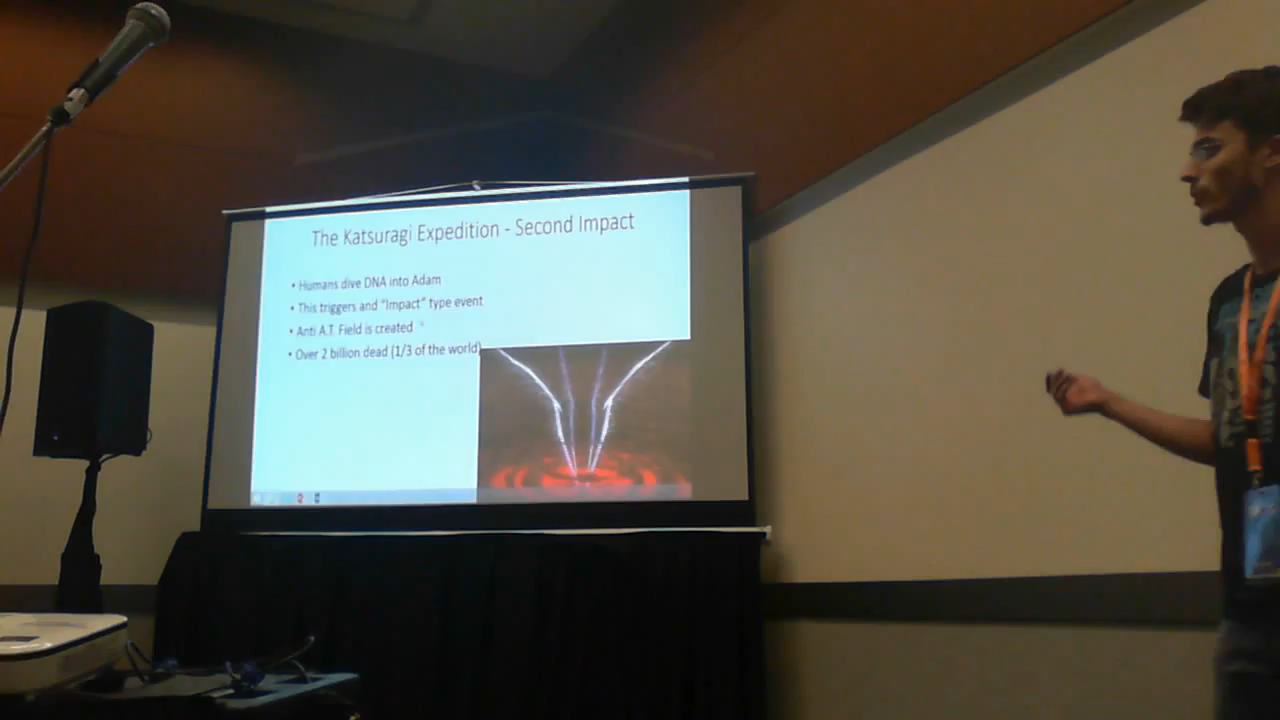 The Katsuragi Expedition - Second Impact
• Humans dive DNA into Adam
• This triggers and “Impact” type event
• Anti A.T. Field is created
• Over 2 billion dead (1/3 of the world)